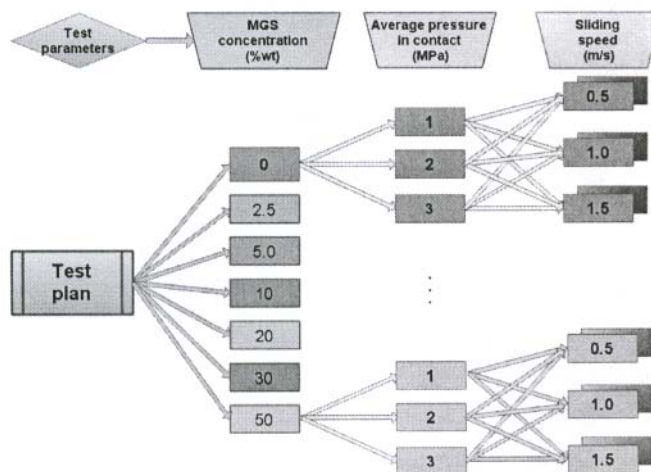 Test
parameters
MGS
concentration
(%wt)
Average pressure
in contact
(MPa)
Sliding
speed
(m/s)
Test
plan
0
2.5
5.0
10
20
30
50
1
2
3
0.5
1.0
1.5
1
2
3
0.5
1.0
1.5